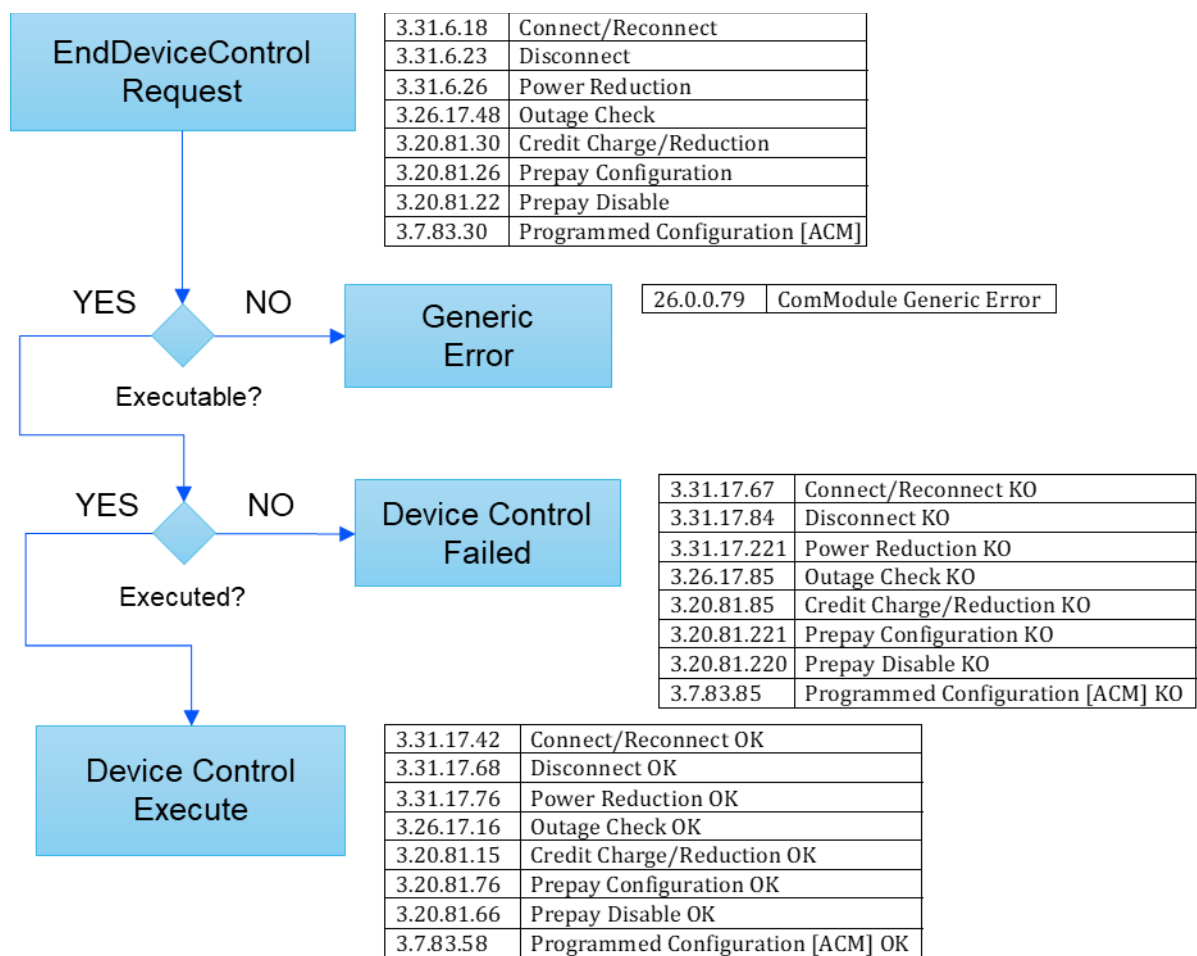 EndDeviceControl
Request
3.31.6.18 Connect/Reconnect
3.31.6.23 Disconnect
3.31.6.26 Power Reduction
3.26.17.48 Outage Check
3.20.81.30 Credit Charge/Reduction
3.20.81.26 Prepay Configuration
3.20.81.22 Prepay Disable
3.7.83.30 Programmed Configuration [ACM]
YES NO
Generic
Error
26.0.0.79 ComModule Generic Error
Executable?
YES NO
Device Control
Failed
3.31.17.67 Connect/Reconnect KO
3.31.17.84 Disconnect KO
3.31.17.221 Power Reduction KO
3.26.17.85 Outage Check KO
3.20.81.85 Credit Charge/Reduction KO
3.20.81.221 Prepay Configuration KO
3.20.81.220 Prepay Disable KO
3.7.83.85 Programmed Configuration [ACM] KO
Executed?
Device Control
Execute
3.31.17.42 Connect/Reconnect OK
3.31.17.68 Disconnect OK
3.31.17.76 Power Reduction OK
3.26.17.16 Outage Check OK
3.20.81.15 Credit Charge/Reduction OK
3.20.81.76 Prepay Configuration OK
3.20.81.66 Prepay Disable OK
3.7.83.58 Programmed Configuration [ACM] OK